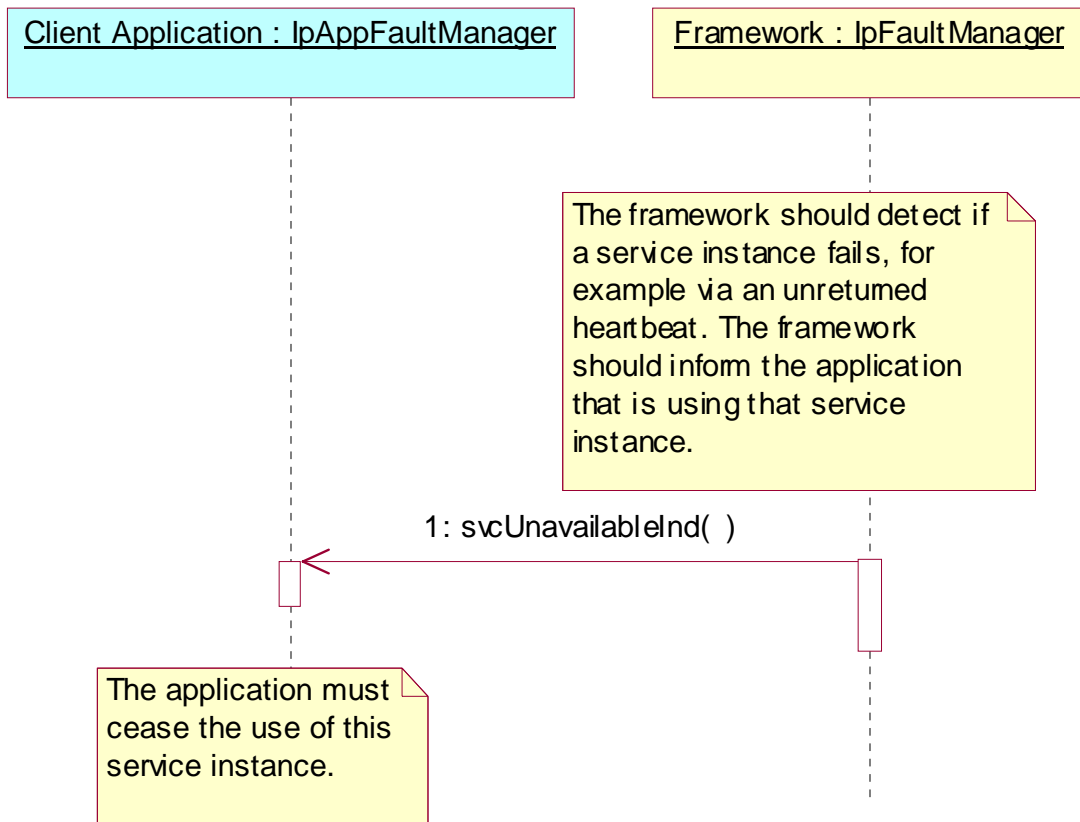 Client Application : IpAppFaultManager
Framework : IpFaultManager
The framework should detect if
a service instance fails, for
example via an unreturned
heartbeat. The framework
should inform the application
that is using that service
instance.
1: svcUnavailableInd( )
The application must
cease the use of this
service instance.